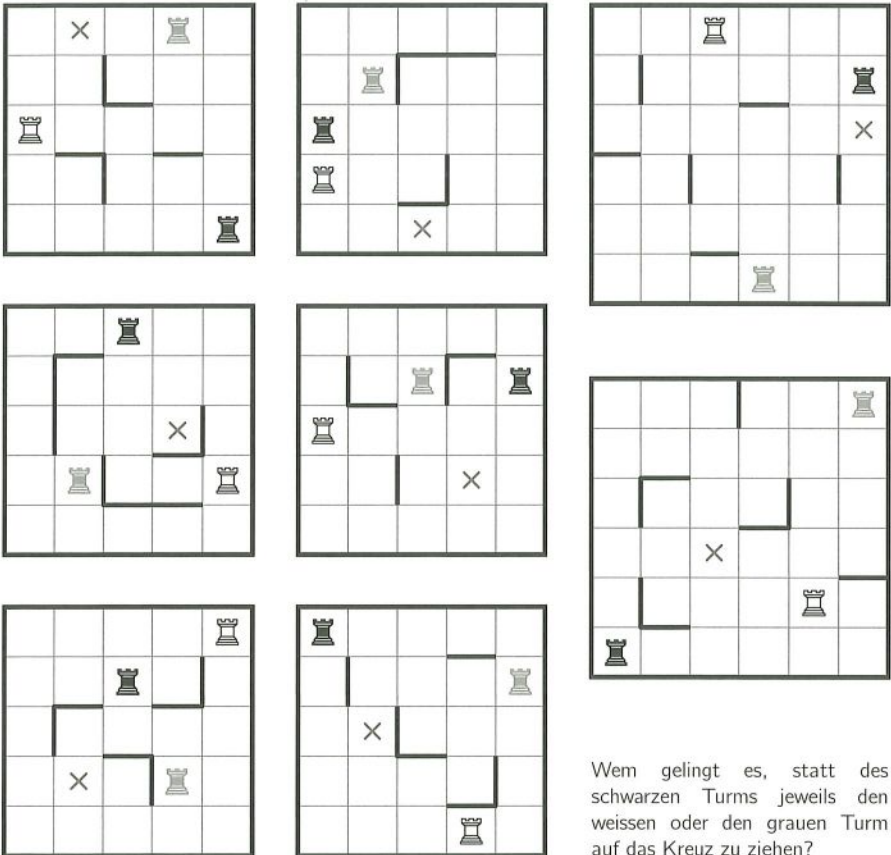 Wem gelingt es, statt des
schwarzen Turms jeweils den
weissen oder den grauen Turm
auf das Kreuz zu ziehen?